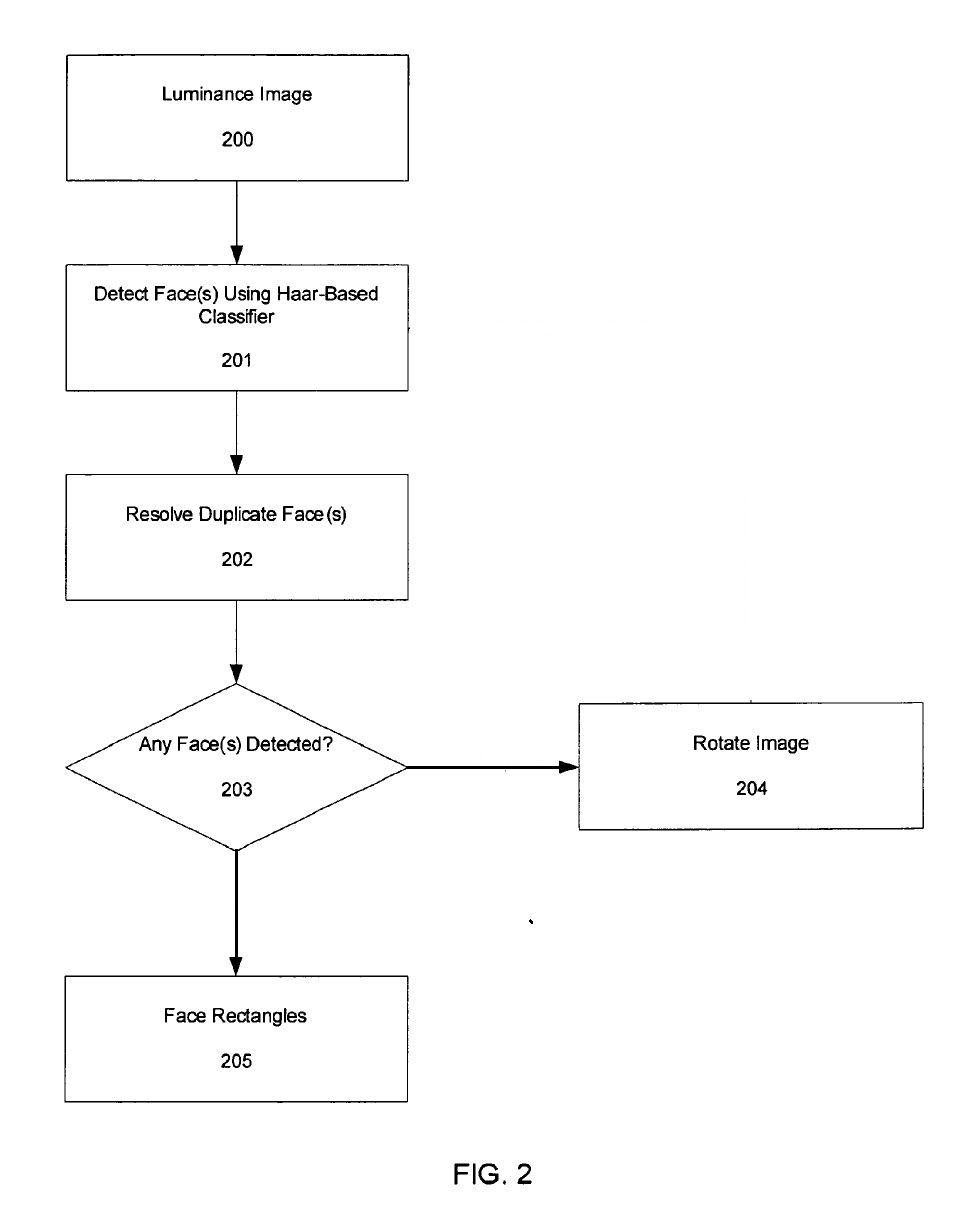 Luminance Image
200
Detect Face(s) Using Haar-Based
Classifier
201
Resolve Duplicate Face(s)
202
Any Face(s) Detected?
203
Rotate Image
204
Face Rectangles
205
FIG. 2